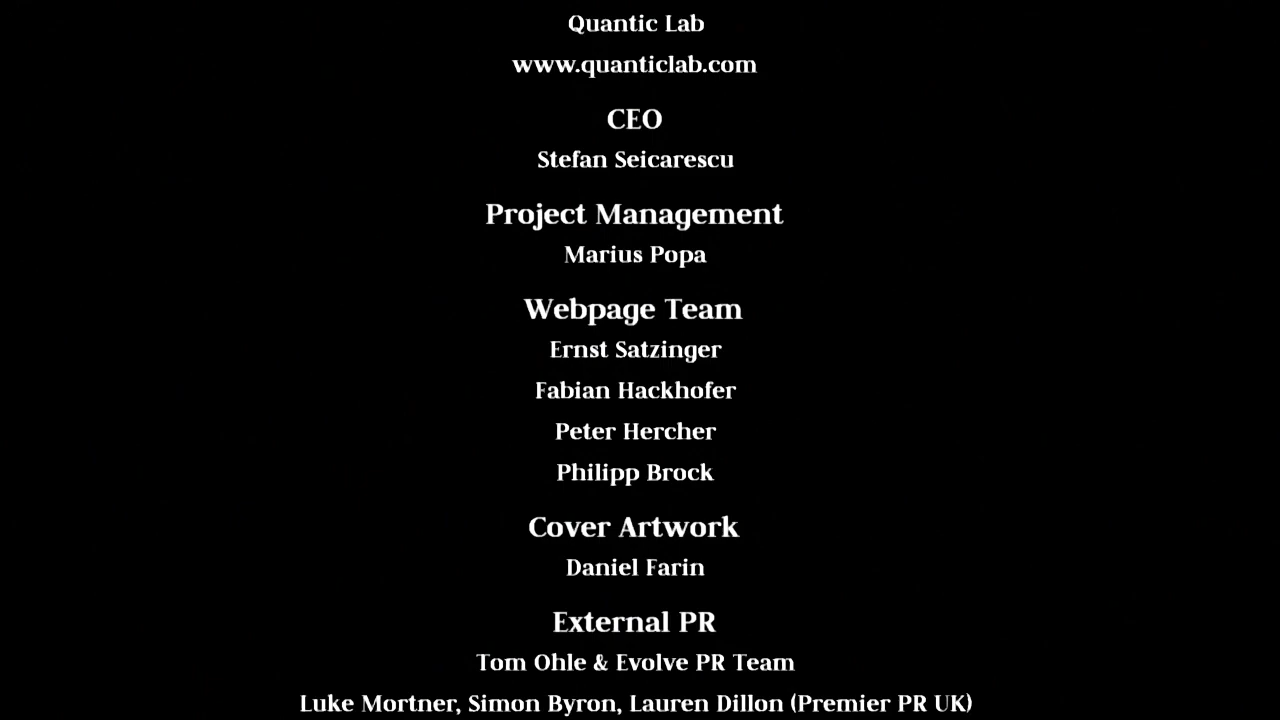 Quantic Lab
www.quanticlab.com
CEO
Stefan Seicarescu
Project Management
Marius Popa
Webpage Team
Ernst Satzinger
Fabian Hackhofer
Peter Hercher
Philipp Brock
Cover Artwork
Daniel Farin
External PR
Tom Ohle & Evolve PR Team
Luke Mortner, Simon Byron, Lauren Dillon (Premier PR UK)